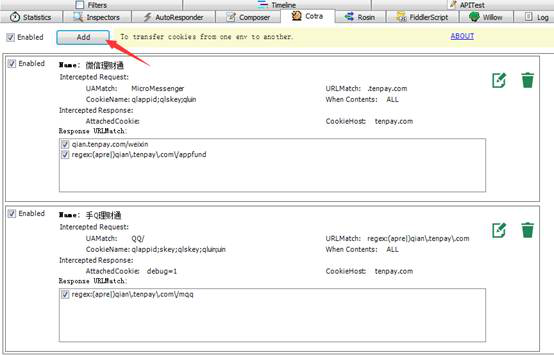 Filters Timeline APITest
Statistics Inspectors AutoResponder Composer Cotra Rosin FiddlerScript Willow Log
Enabled Add To transfer cookies from one env to another. ABOUT
Enabled Name: 微信理财通
Intercepted Request:
UAMatch: MicroMessenger URLMatch: .tenpay.com
CookieName: qlappid;qlskey;qluin When Contents: ALL
Intercepted Response:
AttachedCookie: CookieHost: tenpay.com
Response URLMatch:
qian.tenpay.com/weixin
regex:(apre|)qian\.tenpay\.com\/appfund
Enabled Name: 手Q理财通
Intercepted Request:
UAMatch: QQ/ URLMatch: regex:(apre|)qian\.tenpay\.com
CookieName: qlappid;skey;qlskey;qluin;uin When Contents: ALL
Intercepted Response:
AttachedCookie: debug=1 CookieHost: tenpay.com
Response URLMatch:
regex:(apre|)qian\.tenpay\.com\/mqq